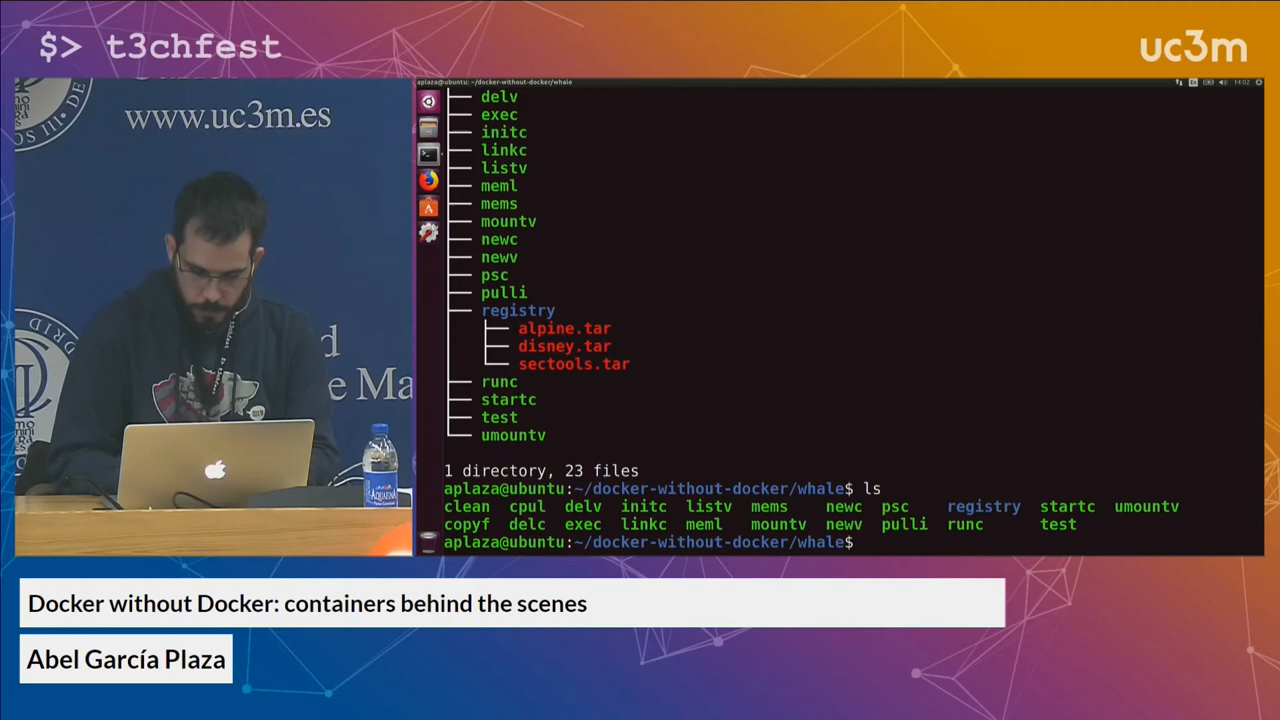 $> t3chfest
uc3m
www.uc3m.es
aplaza@ubuntu: ~/docker-without-docker/whale
14:02
delv
exec
initc
linkc
listv
meml
mems
mountv
newc
newv
psc
pulli
registry
alpine.tar
disney.tar
sectools.tar
runc
startc
test
umountv
1 directory, 23 files
aplaza@ubuntu:~/docker-without-docker/whale$ ls
clean cpul delv initc listv mems newc psc registry startc umountv
copyf delc exec linkc meml mountv newv pulli runc test
aplaza@ubuntu:~/docker-without-docker/whale$
AQUAFINA
Docker without Docker: containers behind the scenes
Abel García Plaza